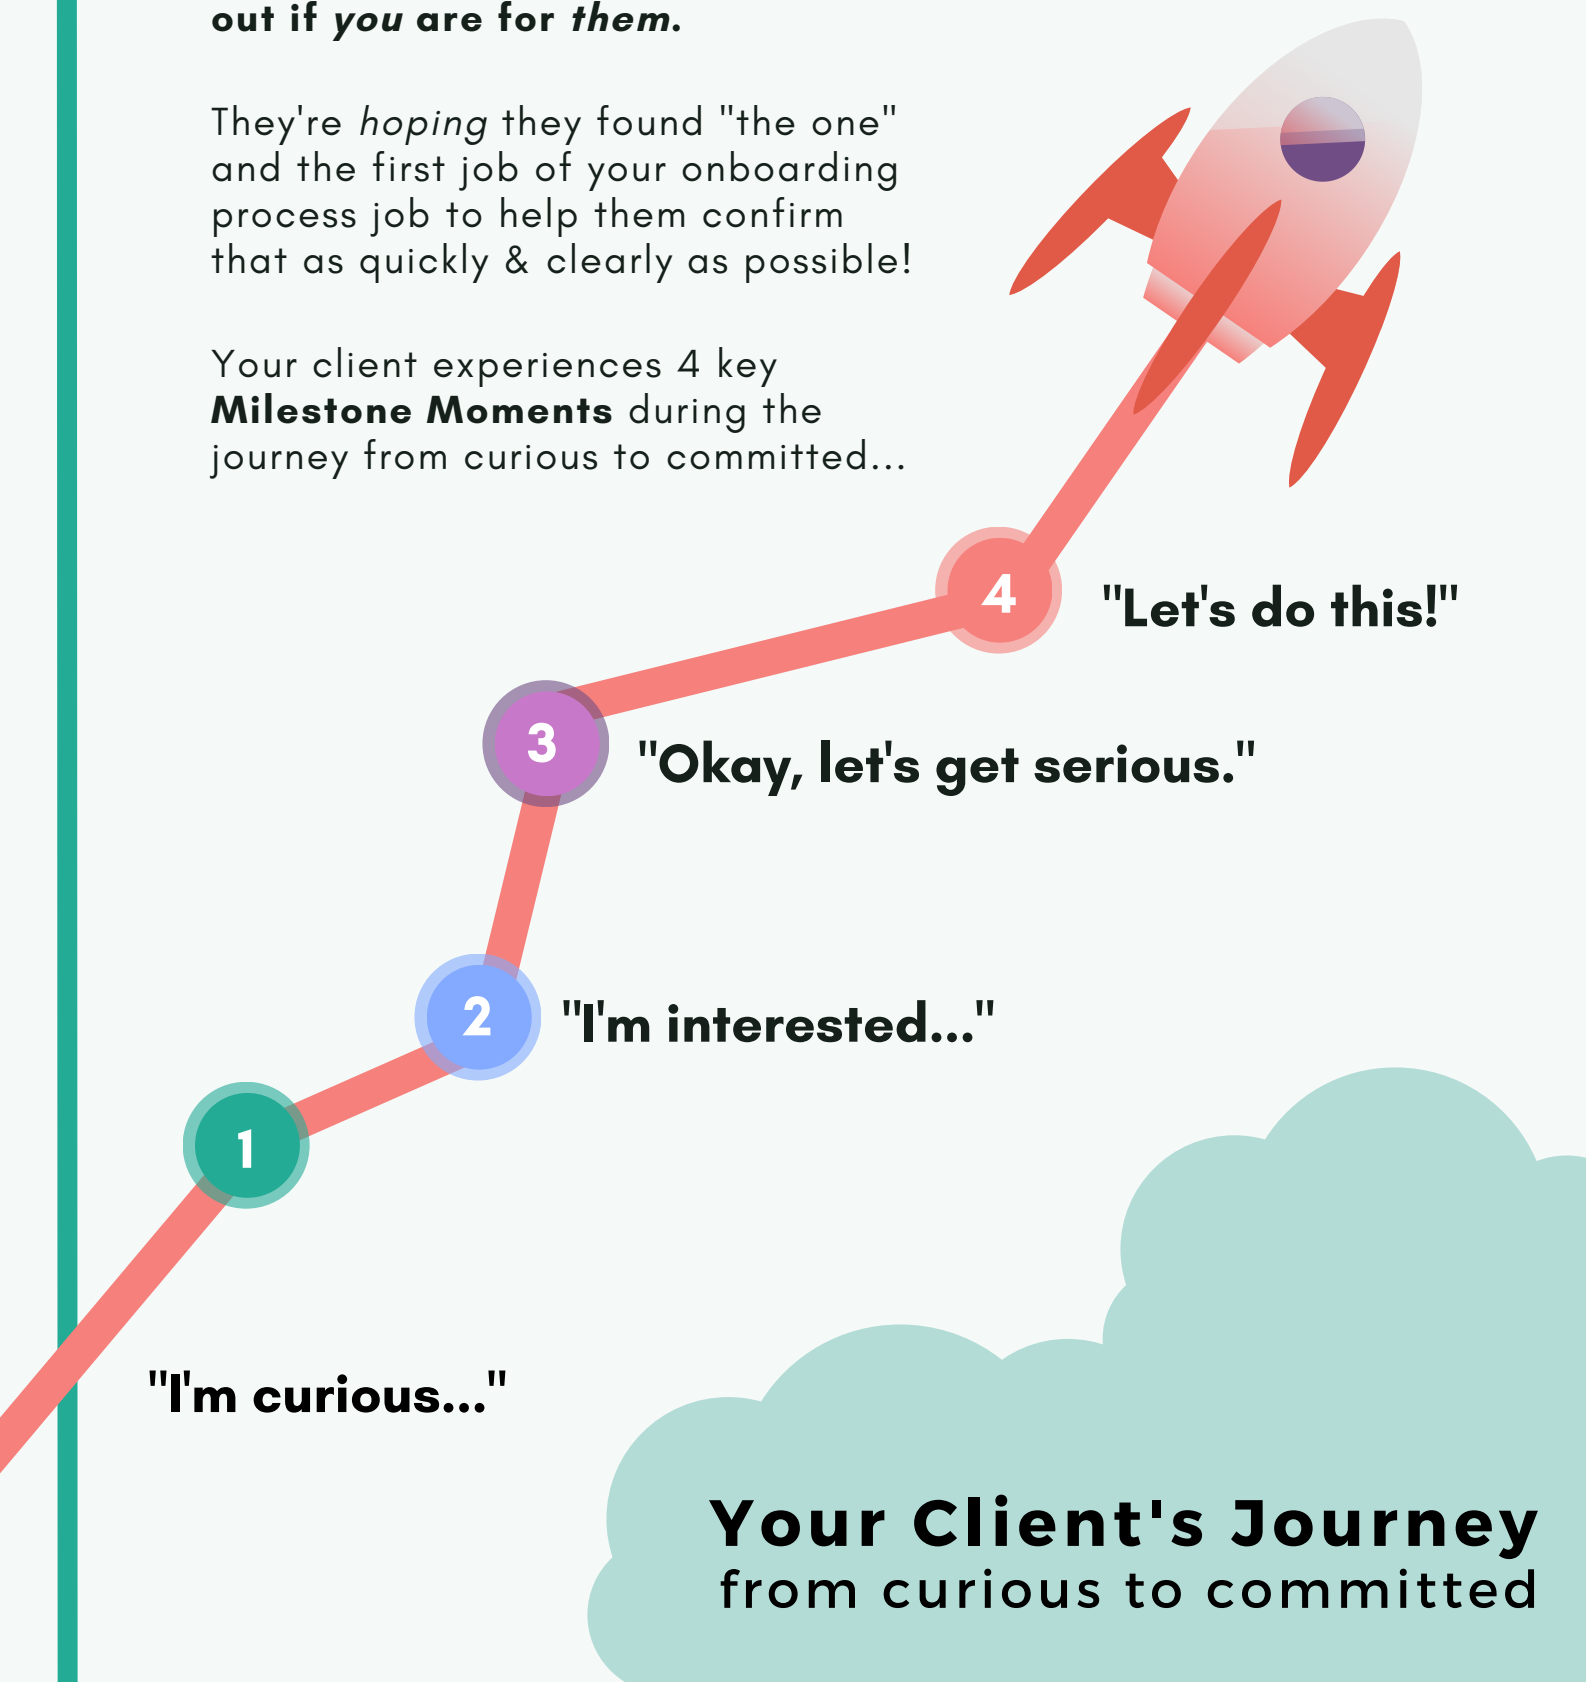 out if you are for them.
They're hoping they found "the one"
and the first job of your onboarding
process job to help them confirm
that as quickly & clearly as possible!
Your client experiences 4 key
Milestone Moments during the
journey from curious to committed...
4
"Let's do this!"
3
"Okay, let's get serious."
2
"I'm interested..."
1
"I'm curious..."
Your Client's Journey
from curious to committed